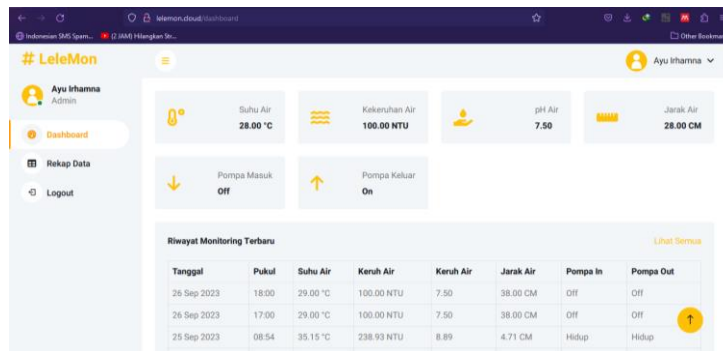 lelemon.cloud/dashboard
Indonesian SMS Spam...
(2 JAM) Hilangkan Str...
Other Bookmar
# LeleMon
Ayu Irhamna
Ayu Irhamna
Admin
Dashboard
Rekap Data
Logout
Suhu Air
28.00 °C
Kekeruhan Air
100.00 NTU
pH Air
7.50
Jarak Air
28.00 CM
Pompa Masuk
Off
Pompa Keluar
On
Riwayat Monitoring Terbaru
Lihat Semua
Tanggal Pukul Suhu Air Keruh Air Keruh Air Jarak Air Pompa In Pompa Out
26 Sep 2023 18:00 29.00 °C 100.00 NTU 7.50 38.00 CM Off Off
26 Sep 2023 17:00 29.00 °C 100.00 NTU 7.50 38.00 CM Off Off
25 Sep 2023 08:54 35.15 °C 238.93 NTU 8.89 4.71 CM Hidup Hidup